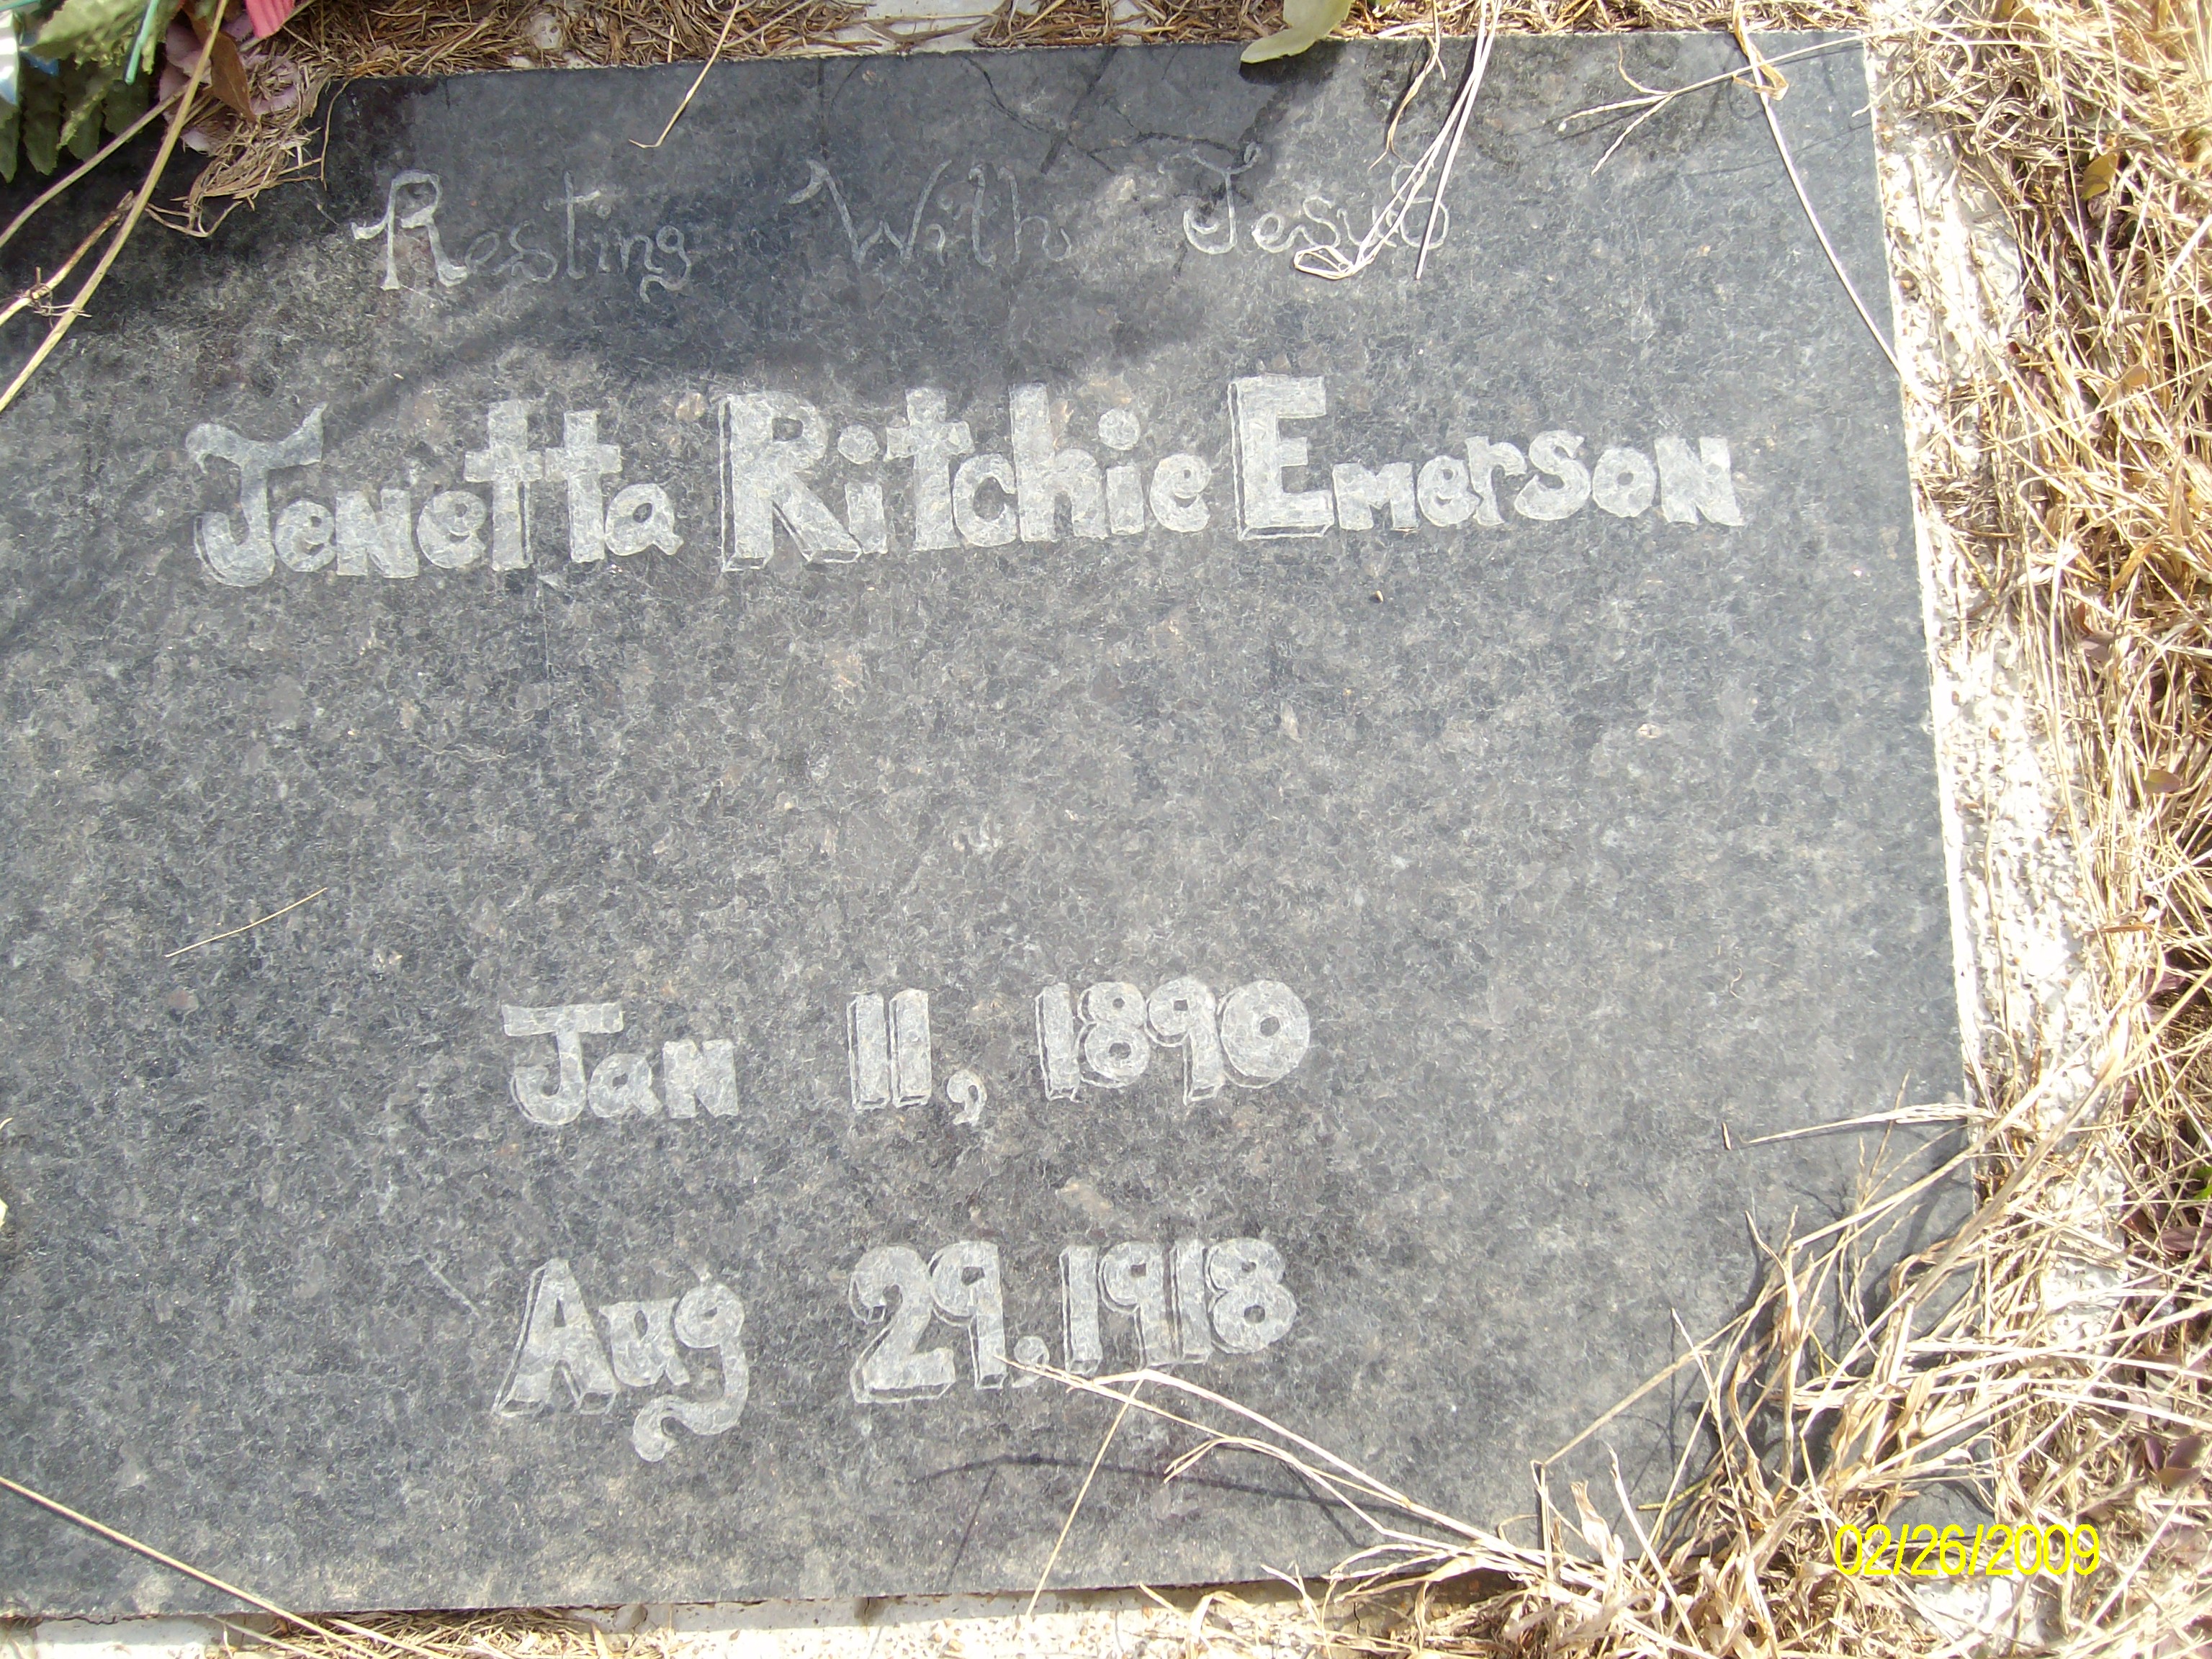 Resting With Jesus
Jenetta Ritchie Emerson
Jan 11, 1890
Aug 29, 1918
02/26/2009